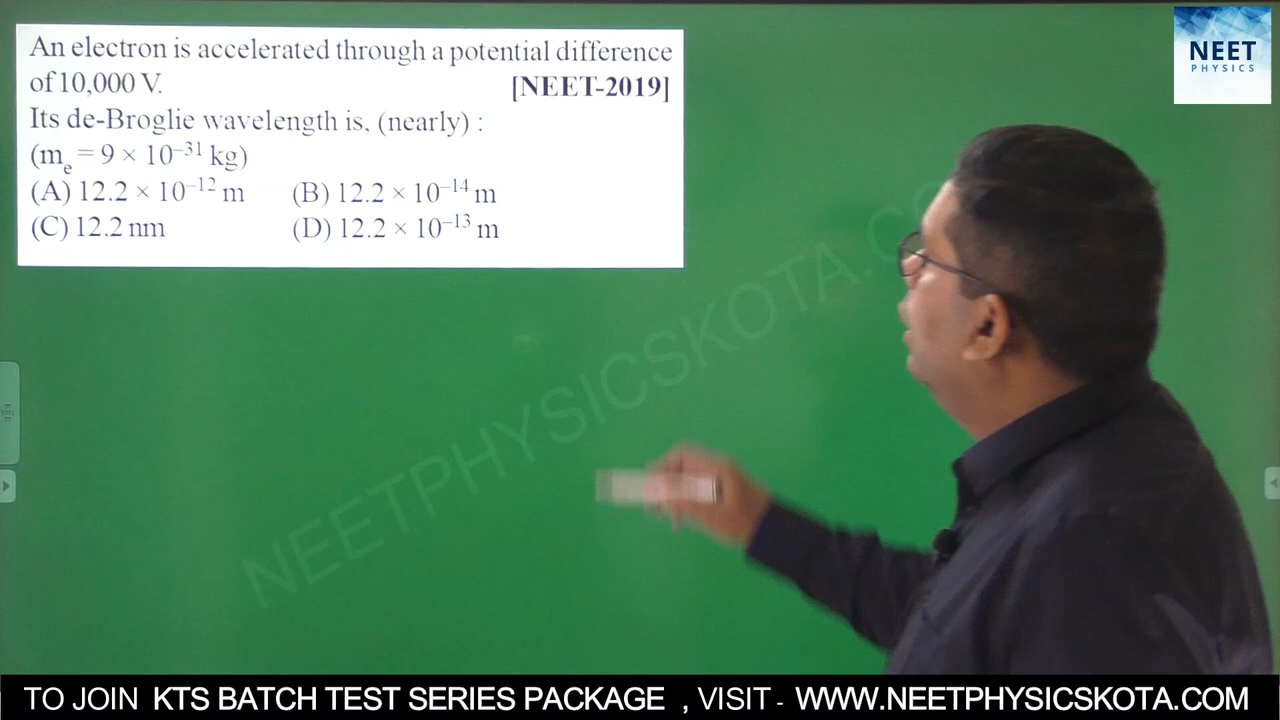 An electron is accelerated through a potential difference
of 10,000 V. [NEET-2019]
Its de-Broglie wavelength is, (nearly) :
(mₑ = 9 × 10⁻³¹ kg)
(A) 12.2 × 10⁻¹² m (B) 12.2 × 10⁻¹⁴ m
(C) 12.2 nm (D) 12.2 × 10⁻¹³ m
NEET
PHYSICS
NEETPHYSICSKOTA.CO
TO JOIN KTS BATCH TEST SERIES PACKAGE , VISIT - WWW.NEETPHYSICSKOTA.COM